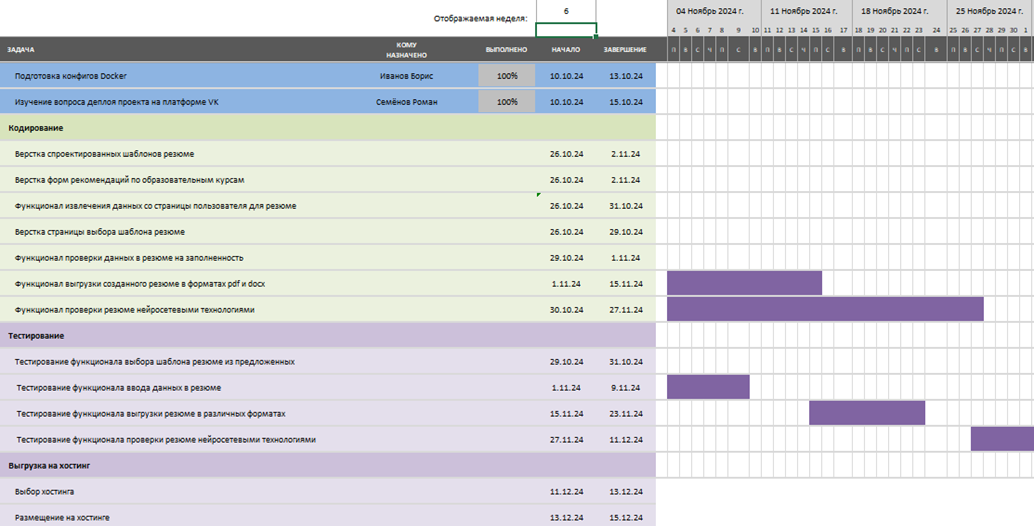 Отображаемая неделя: 6
04 Ноябрь 2024 г. 11 Ноябрь 2024 г. 18 Ноябрь 2024 г. 25 Ноябрь 2024 г.
4 5 6 7 8 9 10 11 12 13 14 15 16 17 18 19 20 21 22 23 24 25 26 27 28 29 30 1
ЗАДАЧА КОМУ НАЗНАЧЕНО ВЫПОЛНЕНО НАЧАЛО ЗАВЕРШЕНИЕ П В С Ч П С В П В С Ч П С В П В С Ч П С В П В С Ч П С В
Подготовка конфигов Docker Иванов Борис 100% 10.10.24 13.10.24
Изучение вопроса деплоя проекта на платформе VK Семёнов Роман 100% 10.10.24 15.10.24
Кодирование
Верстка спроектированных шаблонов резюме 26.10.24 2.11.24
Верстка форм рекомендаций по образовательным курсам 26.10.24 2.11.24
Функционал извлечения данных со страницы пользователя для резюме 26.10.24 31.10.24
Верстка страницы выбора шаблона резюме 26.10.24 29.10.24
Функционал проверки данных в резюме на заполненность 29.10.24 1.11.24
Функционал выгрузки созданного резюме в форматах pdf и docx 1.11.24 15.11.24
Функционал проверки резюме нейросетевыми технологиями 30.10.24 27.11.24
Тестирование
Тестирование функционала выбора шаблона резюме из предложенных 29.10.24 31.10.24
Тестирование функционала ввода данных в резюме 1.11.24 9.11.24
Тестирование функционала выгрузки резюме в различных форматах 15.11.24 23.11.24
Тестирование функционала проверки резюме нейросетевыми технологиями 27.11.24 11.12.24
Выгрузка на хостинг
Выбор хостинга 11.12.24 13.12.24
Размещение на хостинге 13.12.24 15.12.24